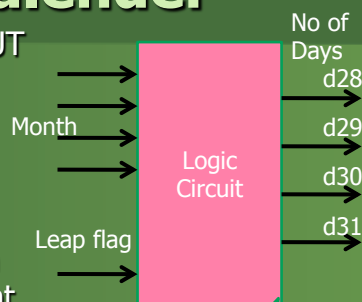 No of
Days
d28
d29
Month
Logic
Circuit
d30
d31
Leap flag